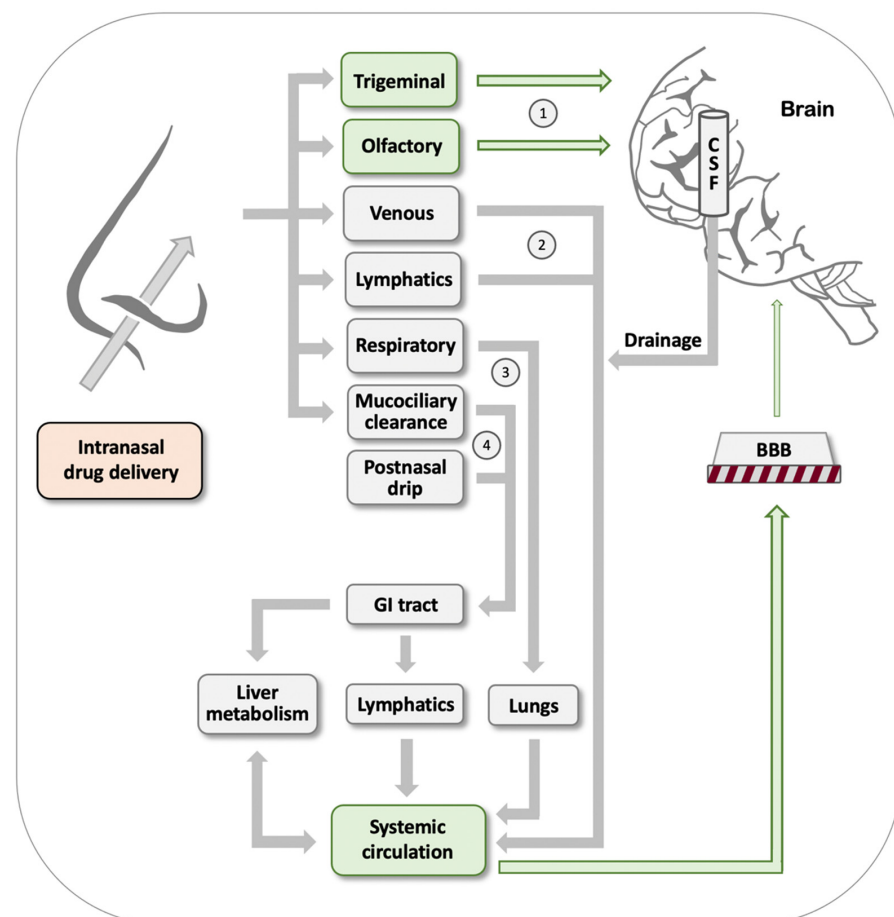 Trigeminal
1
Olfactory
Brain
CSF
Venous
2
Lymphatics
Drainage
Respiratory
3
Mucociliary
clearance
4
Postnasal
drip
Intranasal
drug delivery
BBB
GI tract
Liver
metabolism
Lymphatics
Lungs
Systemic
circulation